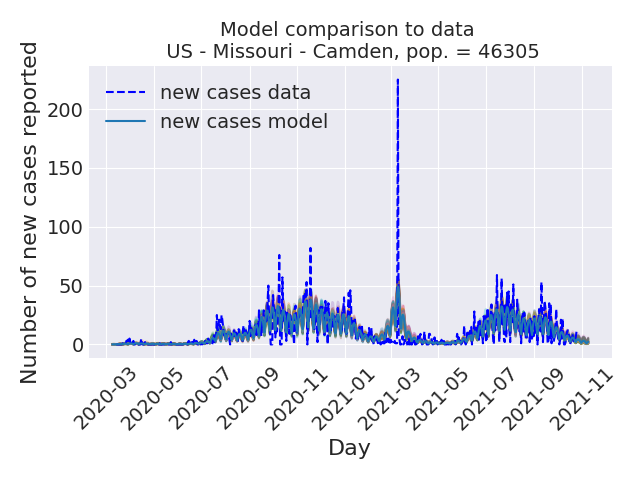 Model comparison to data
US - Missouri - Camden, pop. = 46305
Number of new cases reported
200
150
100
50
0
new cases data
new cases model
2020-03
2020-05
2020-07
2020-09
2020-11
2021-01
2021-03
2021-05
2021-07
2021-09
2021-11
Day